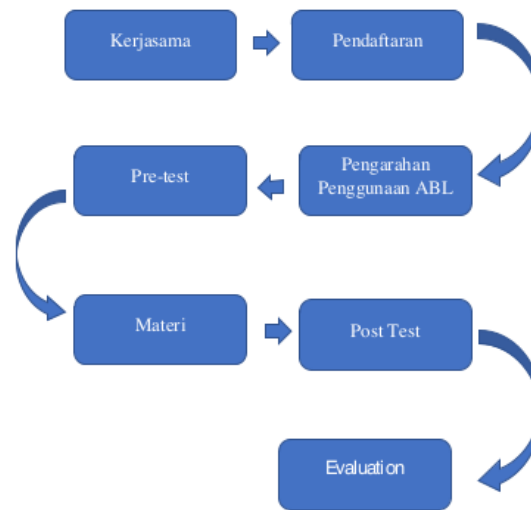 Kerjasama
Pendaftaran
Pengarahan
Penggunaan ABL
Pre-test
Materi
Post Test
Evaluation